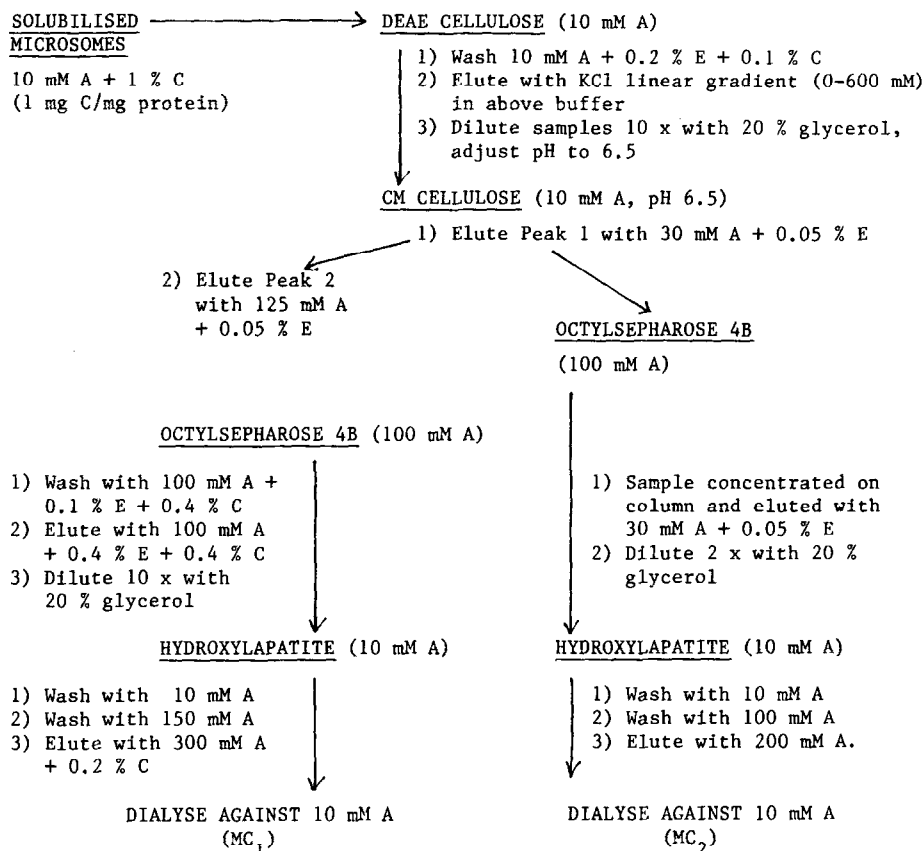 SOLUBILISED
MICROSOMES
10 mM A + 1 % C
(1 mg C/mg protein)
DEAE CELLULOSE (10 mM A)
1) Wash 10 mM A + 0.2 % E + 0.1 % C
2) Elute with KCl linear gradient (0-600 mM)
in above buffer
3) Dilute samples 10 x with 20 % glycerol,
adjust pH to 6.5
CM CELLULOSE (10 mM A, pH 6.5)
1) Elute Peak 1 with 30 mM A + 0.05 % E
2) Elute Peak 2
with 125 mM A
+ 0.05 % E
OCTYLSEPHAROSE 4B
(100 mM A)
OCTYLSEPHAROSE 4B (100 mM A)
1) Wash with 100 mM A +
0.1 % E + 0.4 % C
2) Elute with 100 mM A
+ 0.4 % E + 0.4 % C
3) Dilute 10 x with
20 % glycerol
1) Sample concentrated on
column and eluted with
30 mM A + 0.05 % E
2) Dilute 2 x with 20 %
glycerol
HYDROXYLAPATITE (10 mM A)
1) Wash with 10 mM A
2) Wash with 150 mM A
3) Elute with 300 mM A
+ 0.2 % C
DIALYSE AGAINST 10 mM A
(MC1)
HYDROXYLAPATITE (10 mM A)
1) Wash with 10 mM A
2) Wash with 100 mM A
3) Elute with 200 mM A.
DIALYSE AGAINST 10 mM A
(MC2)